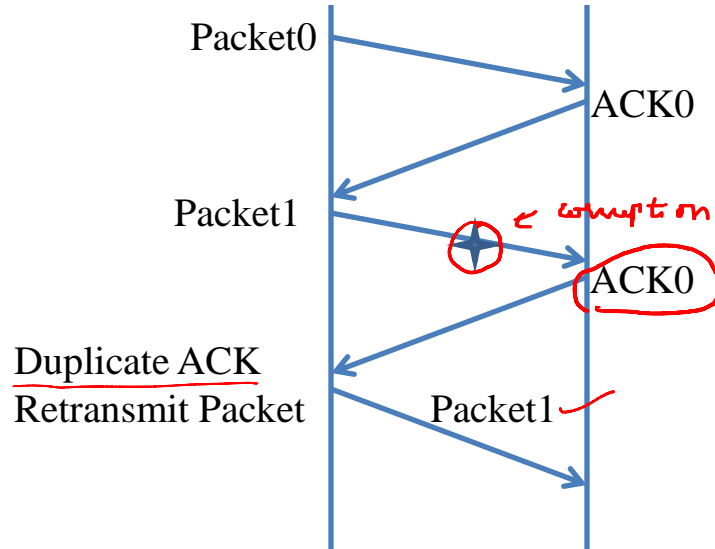 Packet0
ACK0
Packet1
← corruption
ACK0
Duplicate ACK
Retransmit Packet
Packet1